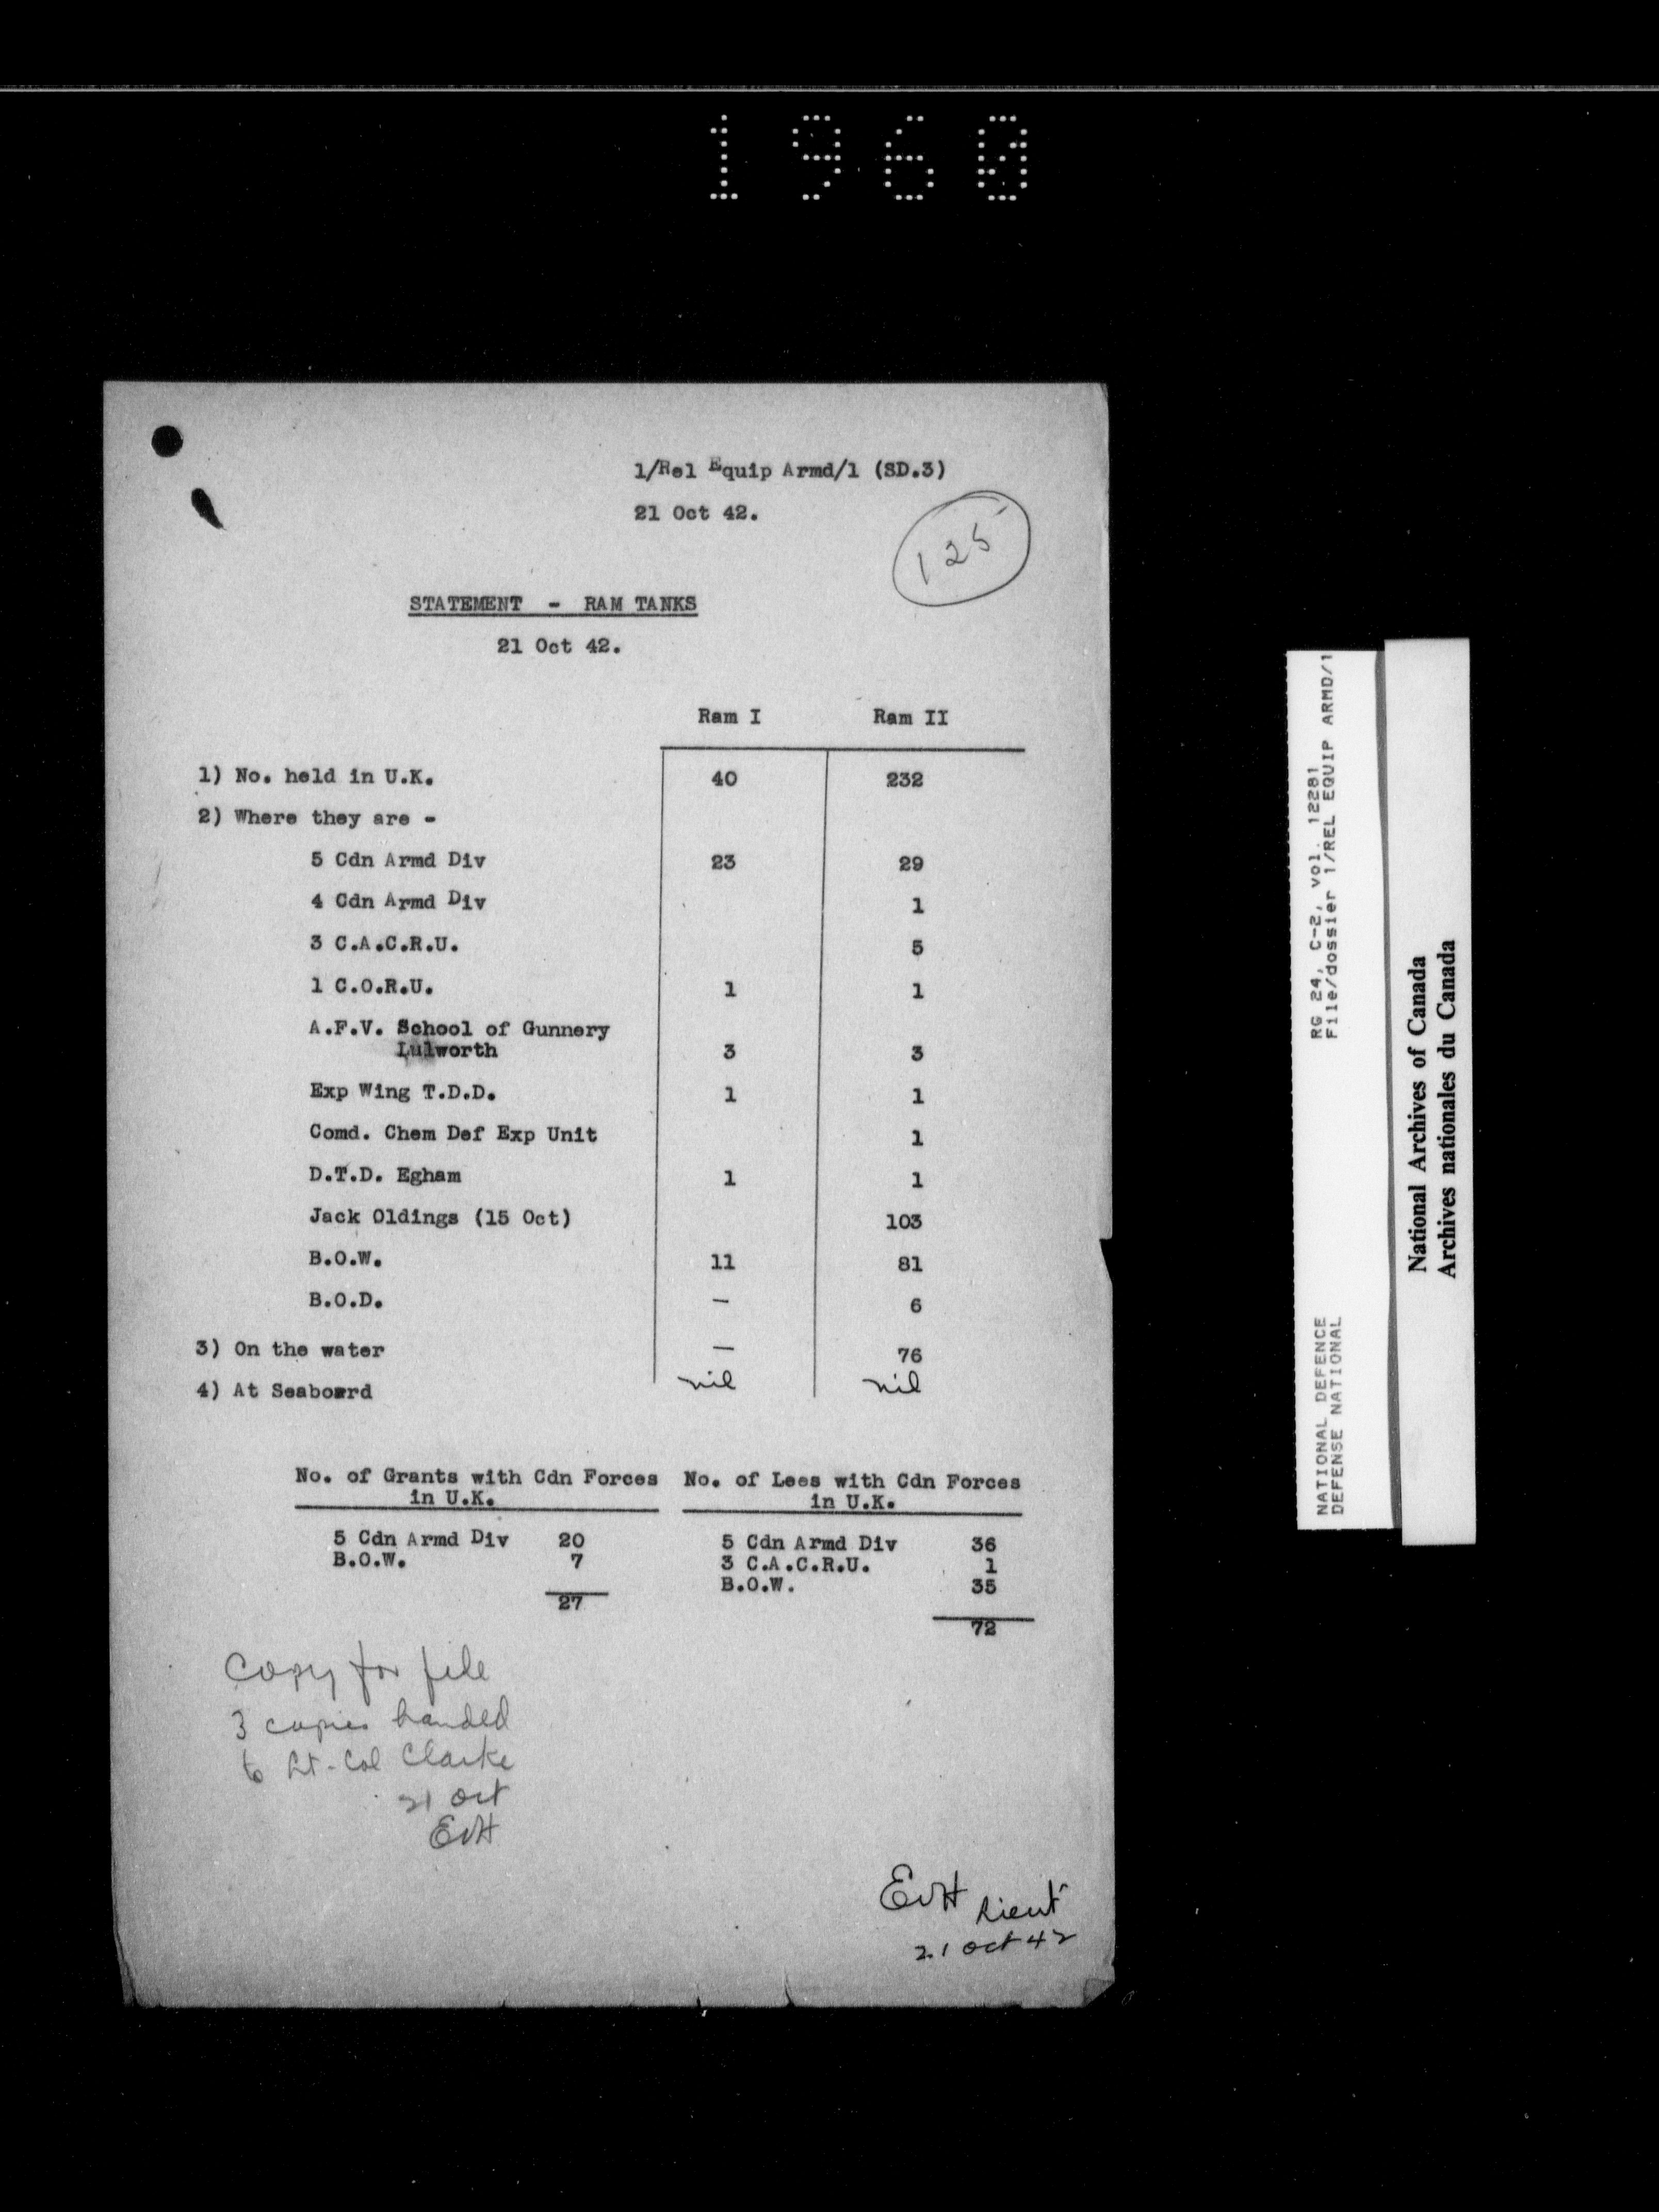 1960
1/Rel Equip Armd/1 (SD.3)
21 Oct 42.
125
STATEMENT - RAM TANKS
21 Oct 42.
Ram I Ram II
1) No. held in U.K. 40 232
2) Where they are -
5 Cdn Armd Div 23 29
4 Cdn Armd Div 1
3 C.A.C.R.U. 5
1 C.O.R.U. 1 1
A.F.V. School of Gunnery
Lulworth 3 3
Exp Wing T.D.D. 1 1
Comd. Chem Def Exp Unit 1
D.T.D. Egham 1 1
Jack Oldings (15 Oct) 103
B.O.W. 11 81
B.O.D. — 6
3) On the water — 76
4) At Seaboard nil nil
No. of Grants with Cdn Forces No. of Lees with Cdn Forces
in U.K. in U.K.
5 Cdn Armd Div 20 5 Cdn Armd Div 36
B.O.W. 7 3 C.A.C.R.U. 1
B.O.W. 35
27
72
Copy for file
3 copies handed
to Lt-Col Clarke
21 Oct
EVH
EVH Lieut
21 Oct 42
RG 24, C-2, vol. 12281
File/dossier 1/REL EQUIP ARMD/1
NATIONAL DEFENCE
DEFENSE NATIONAL
National Archives of Canada
Archives nationales du Canada